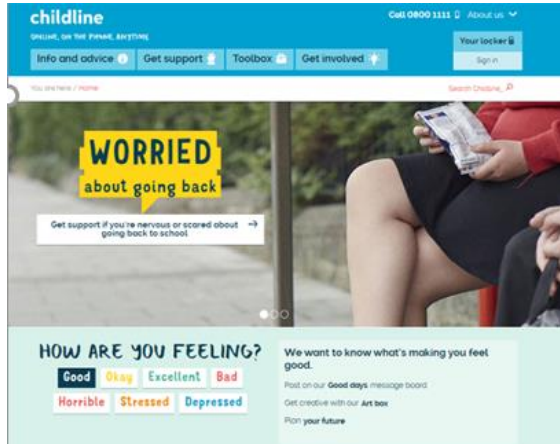 childline
ONLINE, ON THE PHONE, ANYTIME
Call 0800 1111
About us
Your locker
Sign in
Info and advice
Get support
Toolbox
Get involved
You are here / Home
Search Childline
WORRIED
about going back
Get support if you're nervous or scared about
going back to school
HOW ARE YOU FEELING?
Good Okay Excellent Bad
Horrible Stressed Depressed
We want to know what's making you feel
good.
Post on our Good days message board
Get creative with our Art box
Plan your future